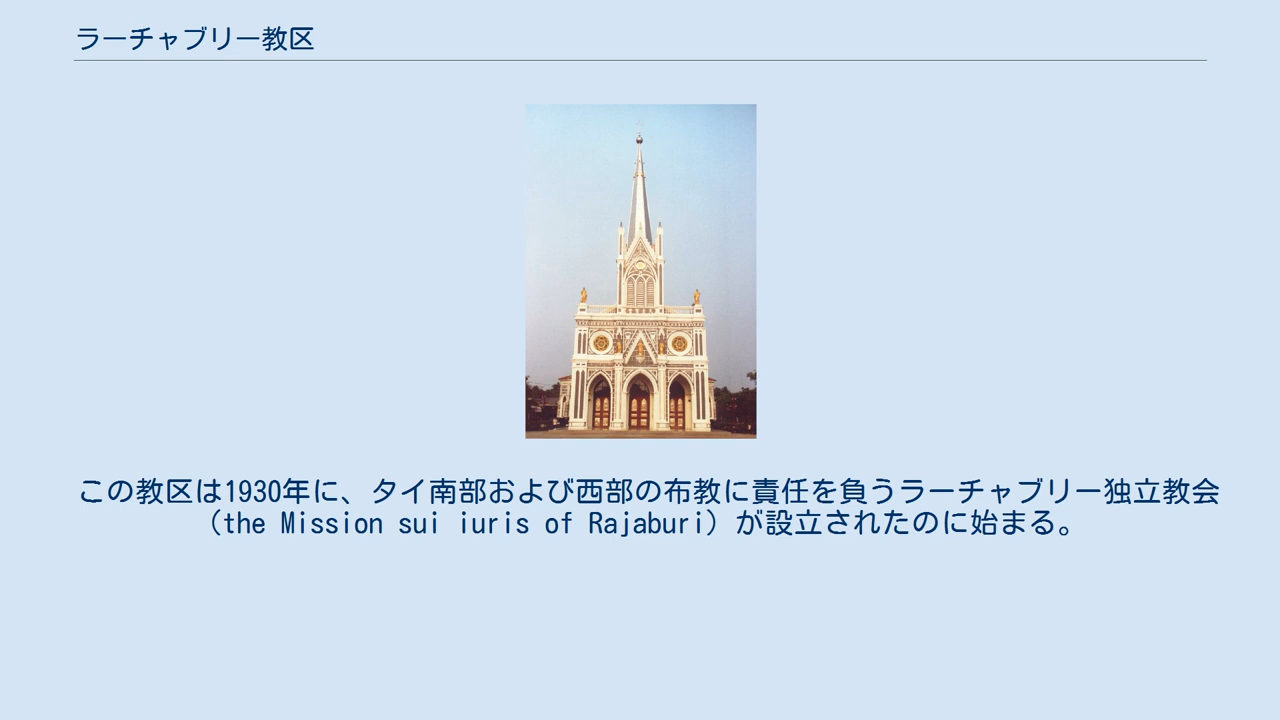 ラーチャブリー教区
この教区は1930年に、タイ南部および西部の布教に責任を負うラーチャブリー独立教会
（the Mission sui iuris of Rajaburi）が設立されたのに始まる。